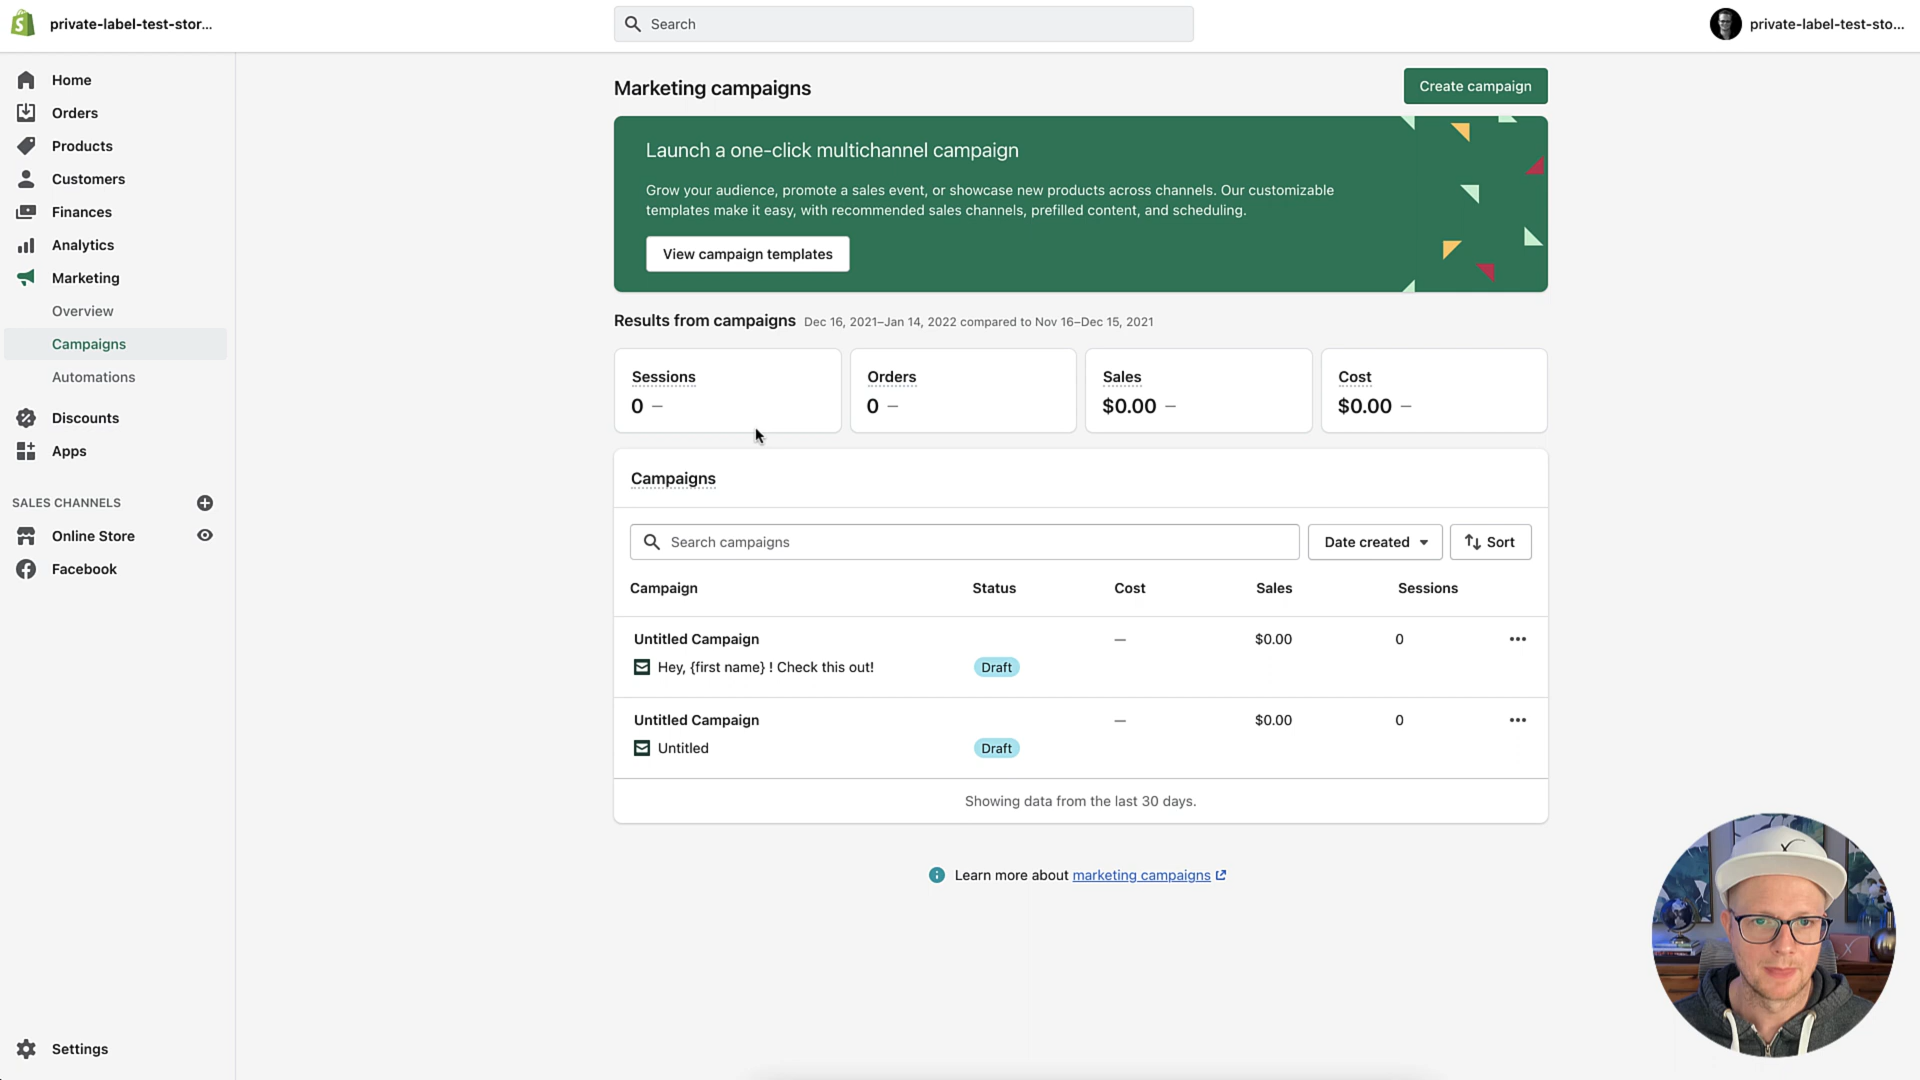 private-label-test-stor...
Search
private-label-test-sto...
Home
Orders
Products
Customers
Finances
Analytics
Marketing
Overview
Campaigns
Automations
Discounts
Apps
SALES CHANNELS
Online Store
Facebook
Settings
Marketing campaigns
Create campaign
Launch a one-click multichannel campaign
Grow your audience, promote a sales event, or showcase new products across channels. Our customizable
templates make it easy, with recommended sales channels, prefilled content, and scheduling.
View campaign templates
Results from campaigns Dec 16, 2021–Jan 14, 2022 compared to Nov 16–Dec 15, 2021
Sessions Orders Sales Cost
0 – 0 – $0.00 – $0.00 –
Campaigns
Search campaigns Date created Sort
Campaign Status Cost Sales Sessions
Untitled Campaign — $0.00 0
Hey, {first name} ! Check this out! Draft
Untitled Campaign — $0.00 0
Untitled Draft
Showing data from the last 30 days.
Learn more about marketing campaigns